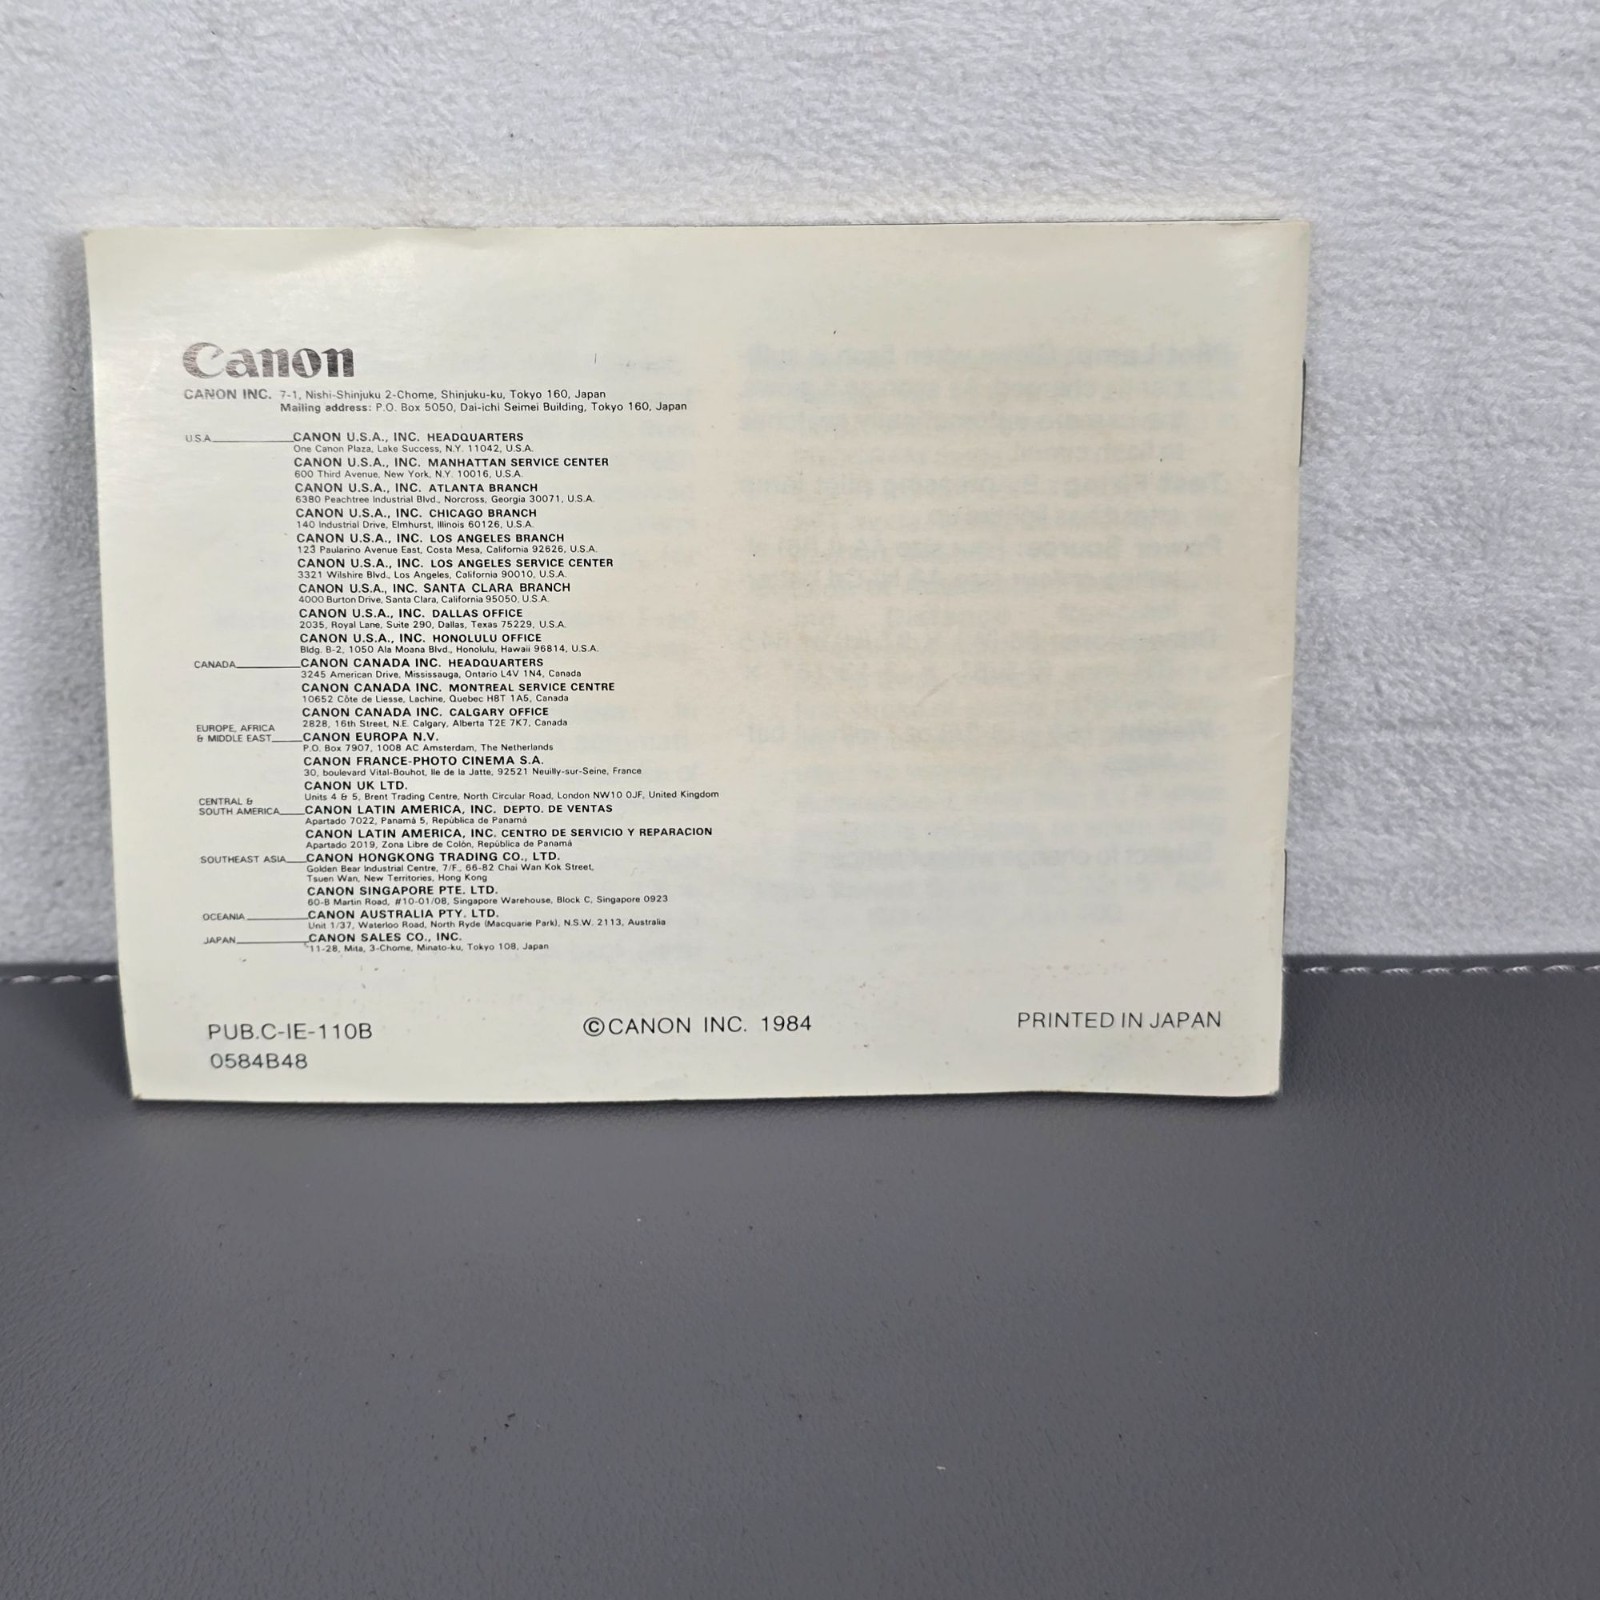 Canon
CANON INC. 7-1, Nishi-Shinjuku 2-Chome, Shinjuku-ku, Tokyo 160, Japan
Mailing address: P.O. Box 5050, Dai-ichi Seimei Building, Tokyo 160, Japan
U.S.A. CANON U.S.A., INC. HEADQUARTERS
One Canon Plaza, Lake Success, N.Y. 11042, U.S.A.
CANON U.S.A., INC. MANHATTAN SERVICE CENTER
600 Third Avenue, New York, N.Y. 10016, U.S.A.
CANON U.S.A., INC. ATLANTA BRANCH
6380 Peachtree Industrial Blvd., Norcross, Georgia 30071, U.S.A.
CANON U.S.A., INC. CHICAGO BRANCH
140 Industrial Drive, Elmhurst, Illinois 60126, U.S.A.
CANON U.S.A., INC. LOS ANGELES BRANCH
123 Paularino Avenue East, Costa Mesa, California 92626, U.S.A.
CANON U.S.A., INC. LOS ANGELES SERVICE CENTER
3321 Wilshire Blvd., Los Angeles, California 90010, U.S.A.
CANON U.S.A., INC. SANTA CLARA BRANCH
4000 Burton Drive, Santa Clara, California 95050, U.S.A.
CANON U.S.A., INC. DALLAS OFFICE
2035, Royal Lane, Suite 290, Dallas, Texas 75229, U.S.A.
CANON U.S.A., INC. HONOLULU OFFICE
Bldg. B-2, 1050 Ala Moana Blvd., Honolulu, Hawaii 96814, U.S.A.
CANADA CANON CANADA INC. HEADQUARTERS
3245 American Drive, Mississauga, Ontario L4V 1N4, Canada
CANON CANADA INC. MONTREAL SERVICE CENTRE
10652 Côte de Liesse, Lachine, Quebec H8T 1A5, Canada
CANON CANADA INC. CALGARY OFFICE
2828, 16th Street, N.E. Calgary, Alberta T2E 7K7, Canada
EUROPE, AFRICA
& MIDDLE EAST CANON EUROPA N.V.
P.O. Box 7907, 1008 AC Amsterdam, The Netherlands
CANON FRANCE-PHOTO CINEMA S.A.
30, boulevard Vital-Bouhot, Ile de la Jatte, 92521 Neuilly-sur-Seine, France
CANON UK LTD.
Units 4 & 5, Brent Trading Centre, North Circular Road, London NW10 0JF, United Kingdom
CENTRAL &
SOUTH AMERICA CANON LATIN AMERICA, INC. DEPTO. DE VENTAS
Apartado 7022, Panamá 5, República de Panamá
CANON LATIN AMERICA, INC. CENTRO DE SERVICIO Y REPARACION
Apartado 2019, Zona Libre de Colón, República de Panamá
SOUTHEAST ASIA CANON HONGKONG TRADING CO., LTD.
Golden Bear Industrial Centre, 7/F., 66-82 Chai Wan Kok Street,
Tsuen Wan, New Territories, Hong Kong
CANON SINGAPORE PTE. LTD.
60-B Martin Road, #10-01/08, Singapore Warehouse, Block C, Singapore 0923
OCEANIA CANON AUSTRALIA PTY. LTD.
Unit 1/37, Waterloo Road, North Ryde (Macquarie Park), N.S.W. 2113, Australia
JAPAN CANON SALES CO., INC.
11-28, Mita, 3-Chome, Minato-ku, Tokyo 108, Japan
PUB.C-IE-110B
0584B48
©CANON INC. 1984
PRINTED IN JAPAN